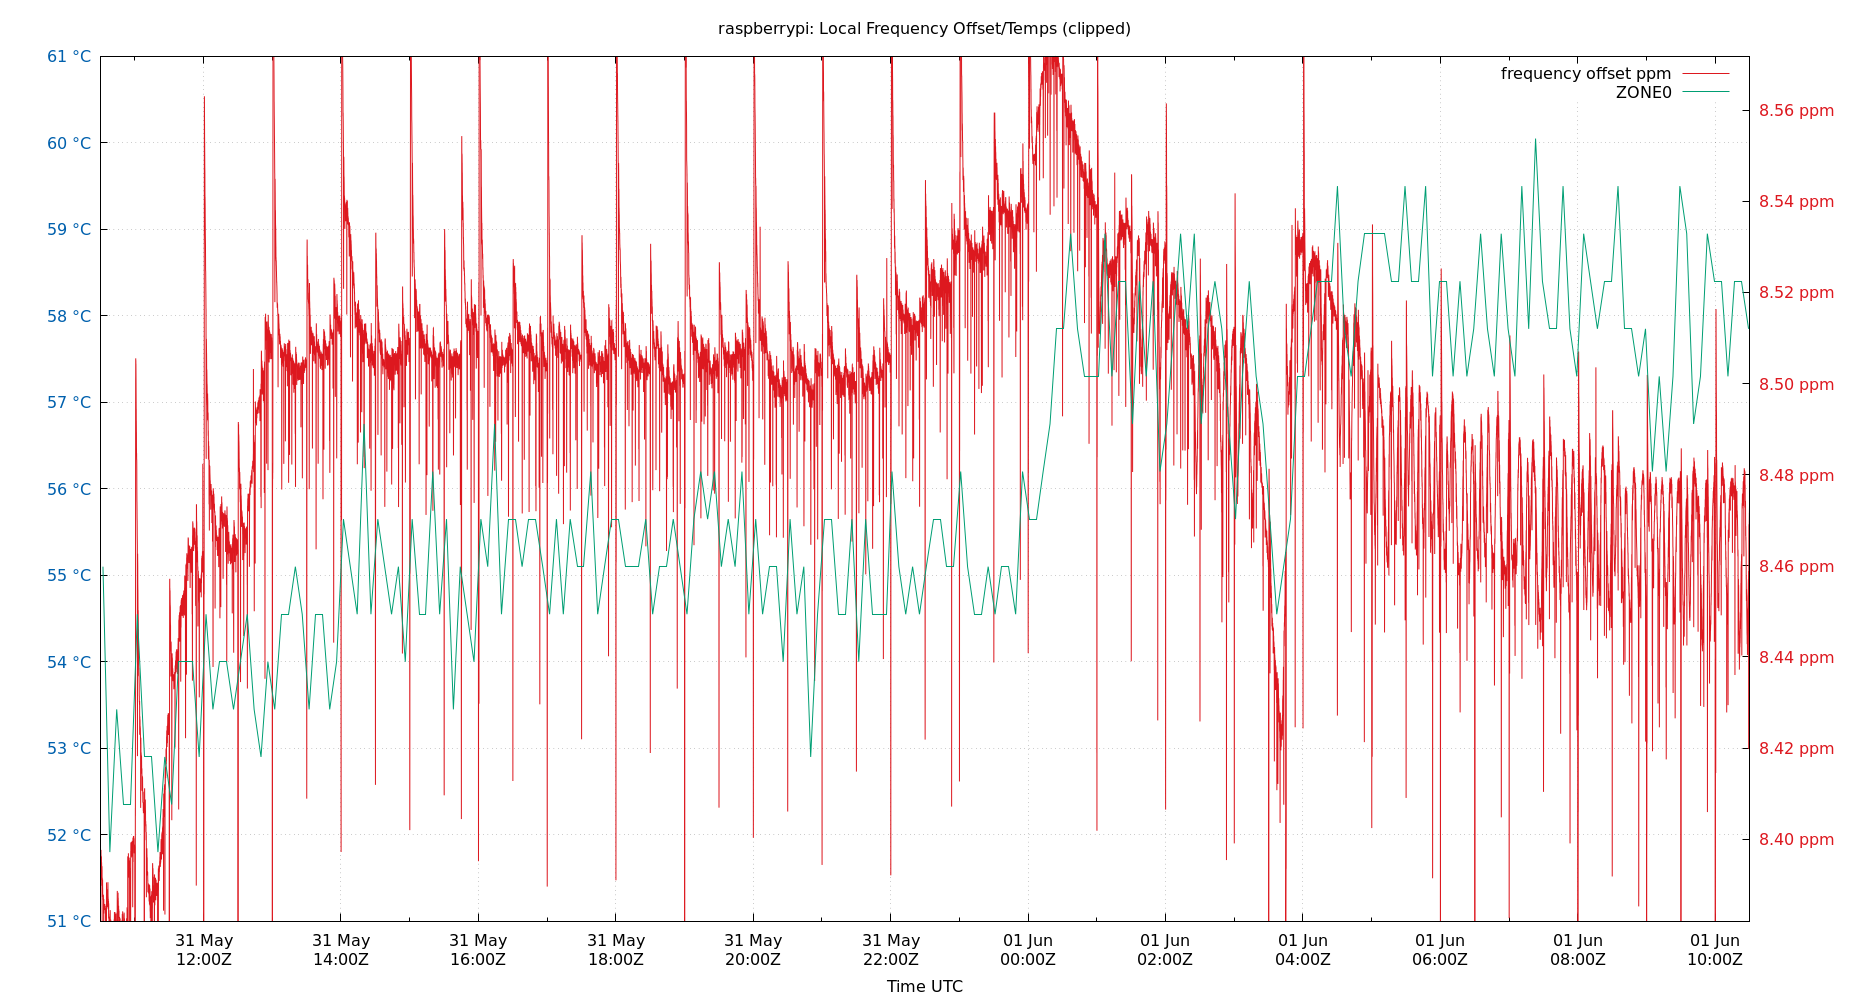 raspberrypi: Local Frequency Offset/Temps (clipped)
frequency offset ppm
ZONE0
61 °C
60 °C
59 °C
58 °C
57 °C
56 °C
55 °C
54 °C
53 °C
52 °C
51 °C
8.56 ppm
8.54 ppm
8.52 ppm
8.50 ppm
8.48 ppm
8.46 ppm
8.44 ppm
8.42 ppm
8.40 ppm
31 May
12:00Z
31 May
14:00Z
31 May
16:00Z
31 May
18:00Z
31 May
20:00Z
31 May
22:00Z
01 Jun
00:00Z
01 Jun
02:00Z
01 Jun
04:00Z
01 Jun
06:00Z
01 Jun
08:00Z
01 Jun
10:00Z
Time UTC